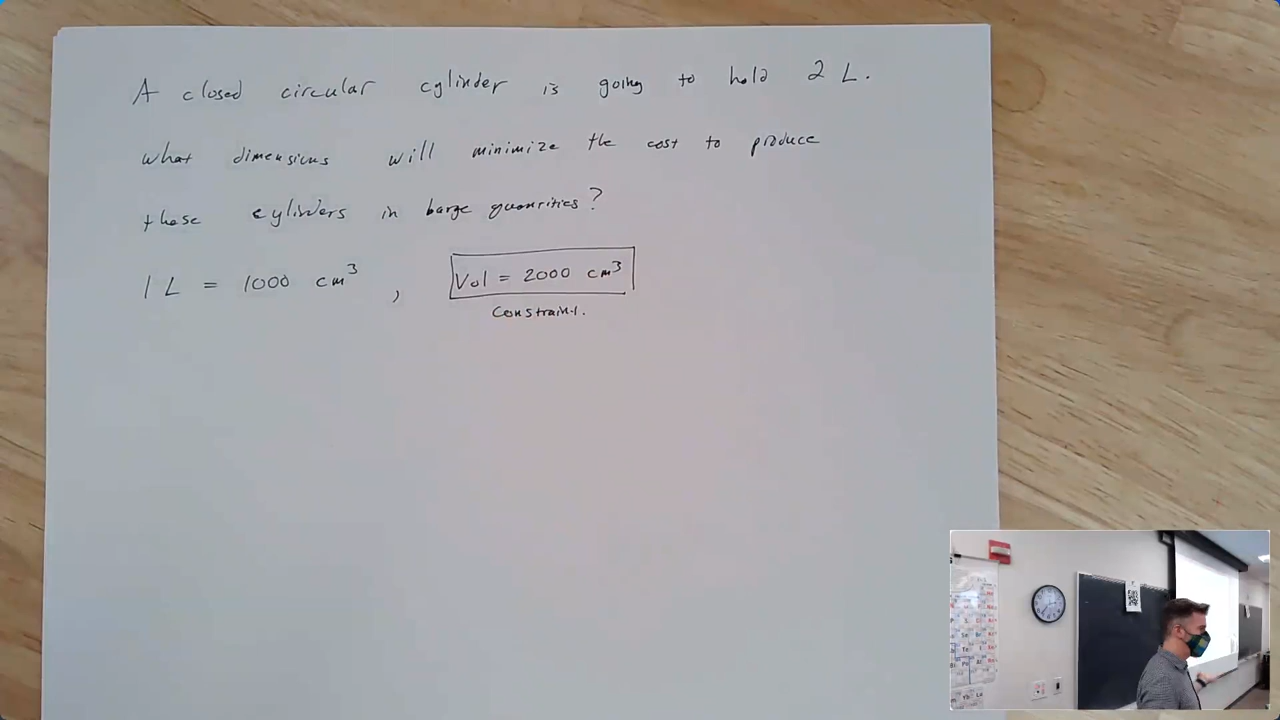 A closed circular cylinder is going to hold 2 L.
what dimensions will minimize the cost to produce
these cylinders in large quantities?
1 L = 1000 cm³ , Vol = 2000 cm³
constraint.